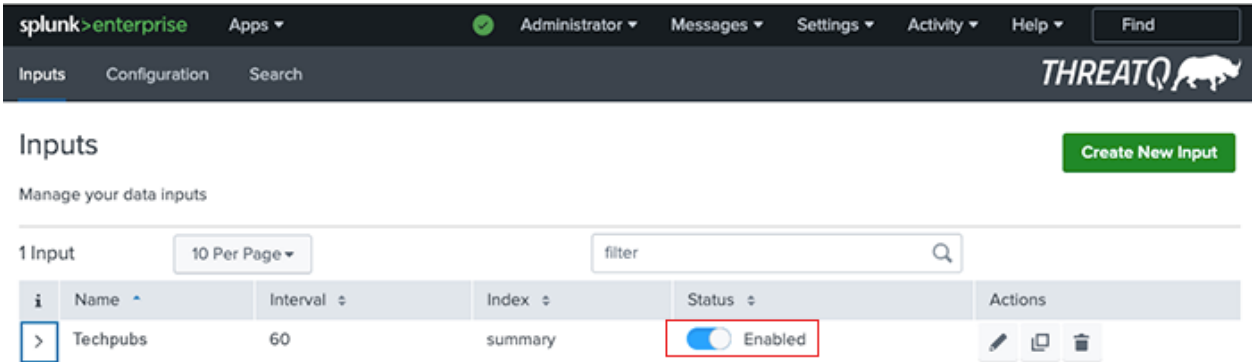 splunk>enterprise Apps Administrator Messages Settings Activity Help Find
Inputs Configuration Search THREATQ
Inputs
Create New Input
Manage your data inputs
1 Input 10 Per Page filter
i Name Interval Index Status Actions
> Techpubs 60 summary Enabled